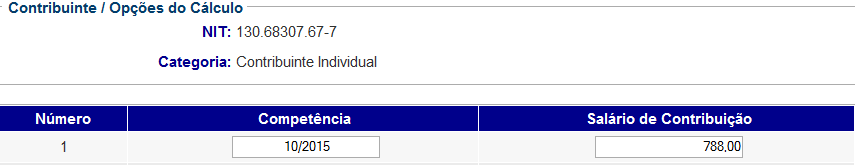 Contribuinte / Opções do Cálculo
NIT: 130.68307.67-7
Categoria: Contribuinte Individual
Número Competência Salário de Contribuição
1 10/2015 788,00